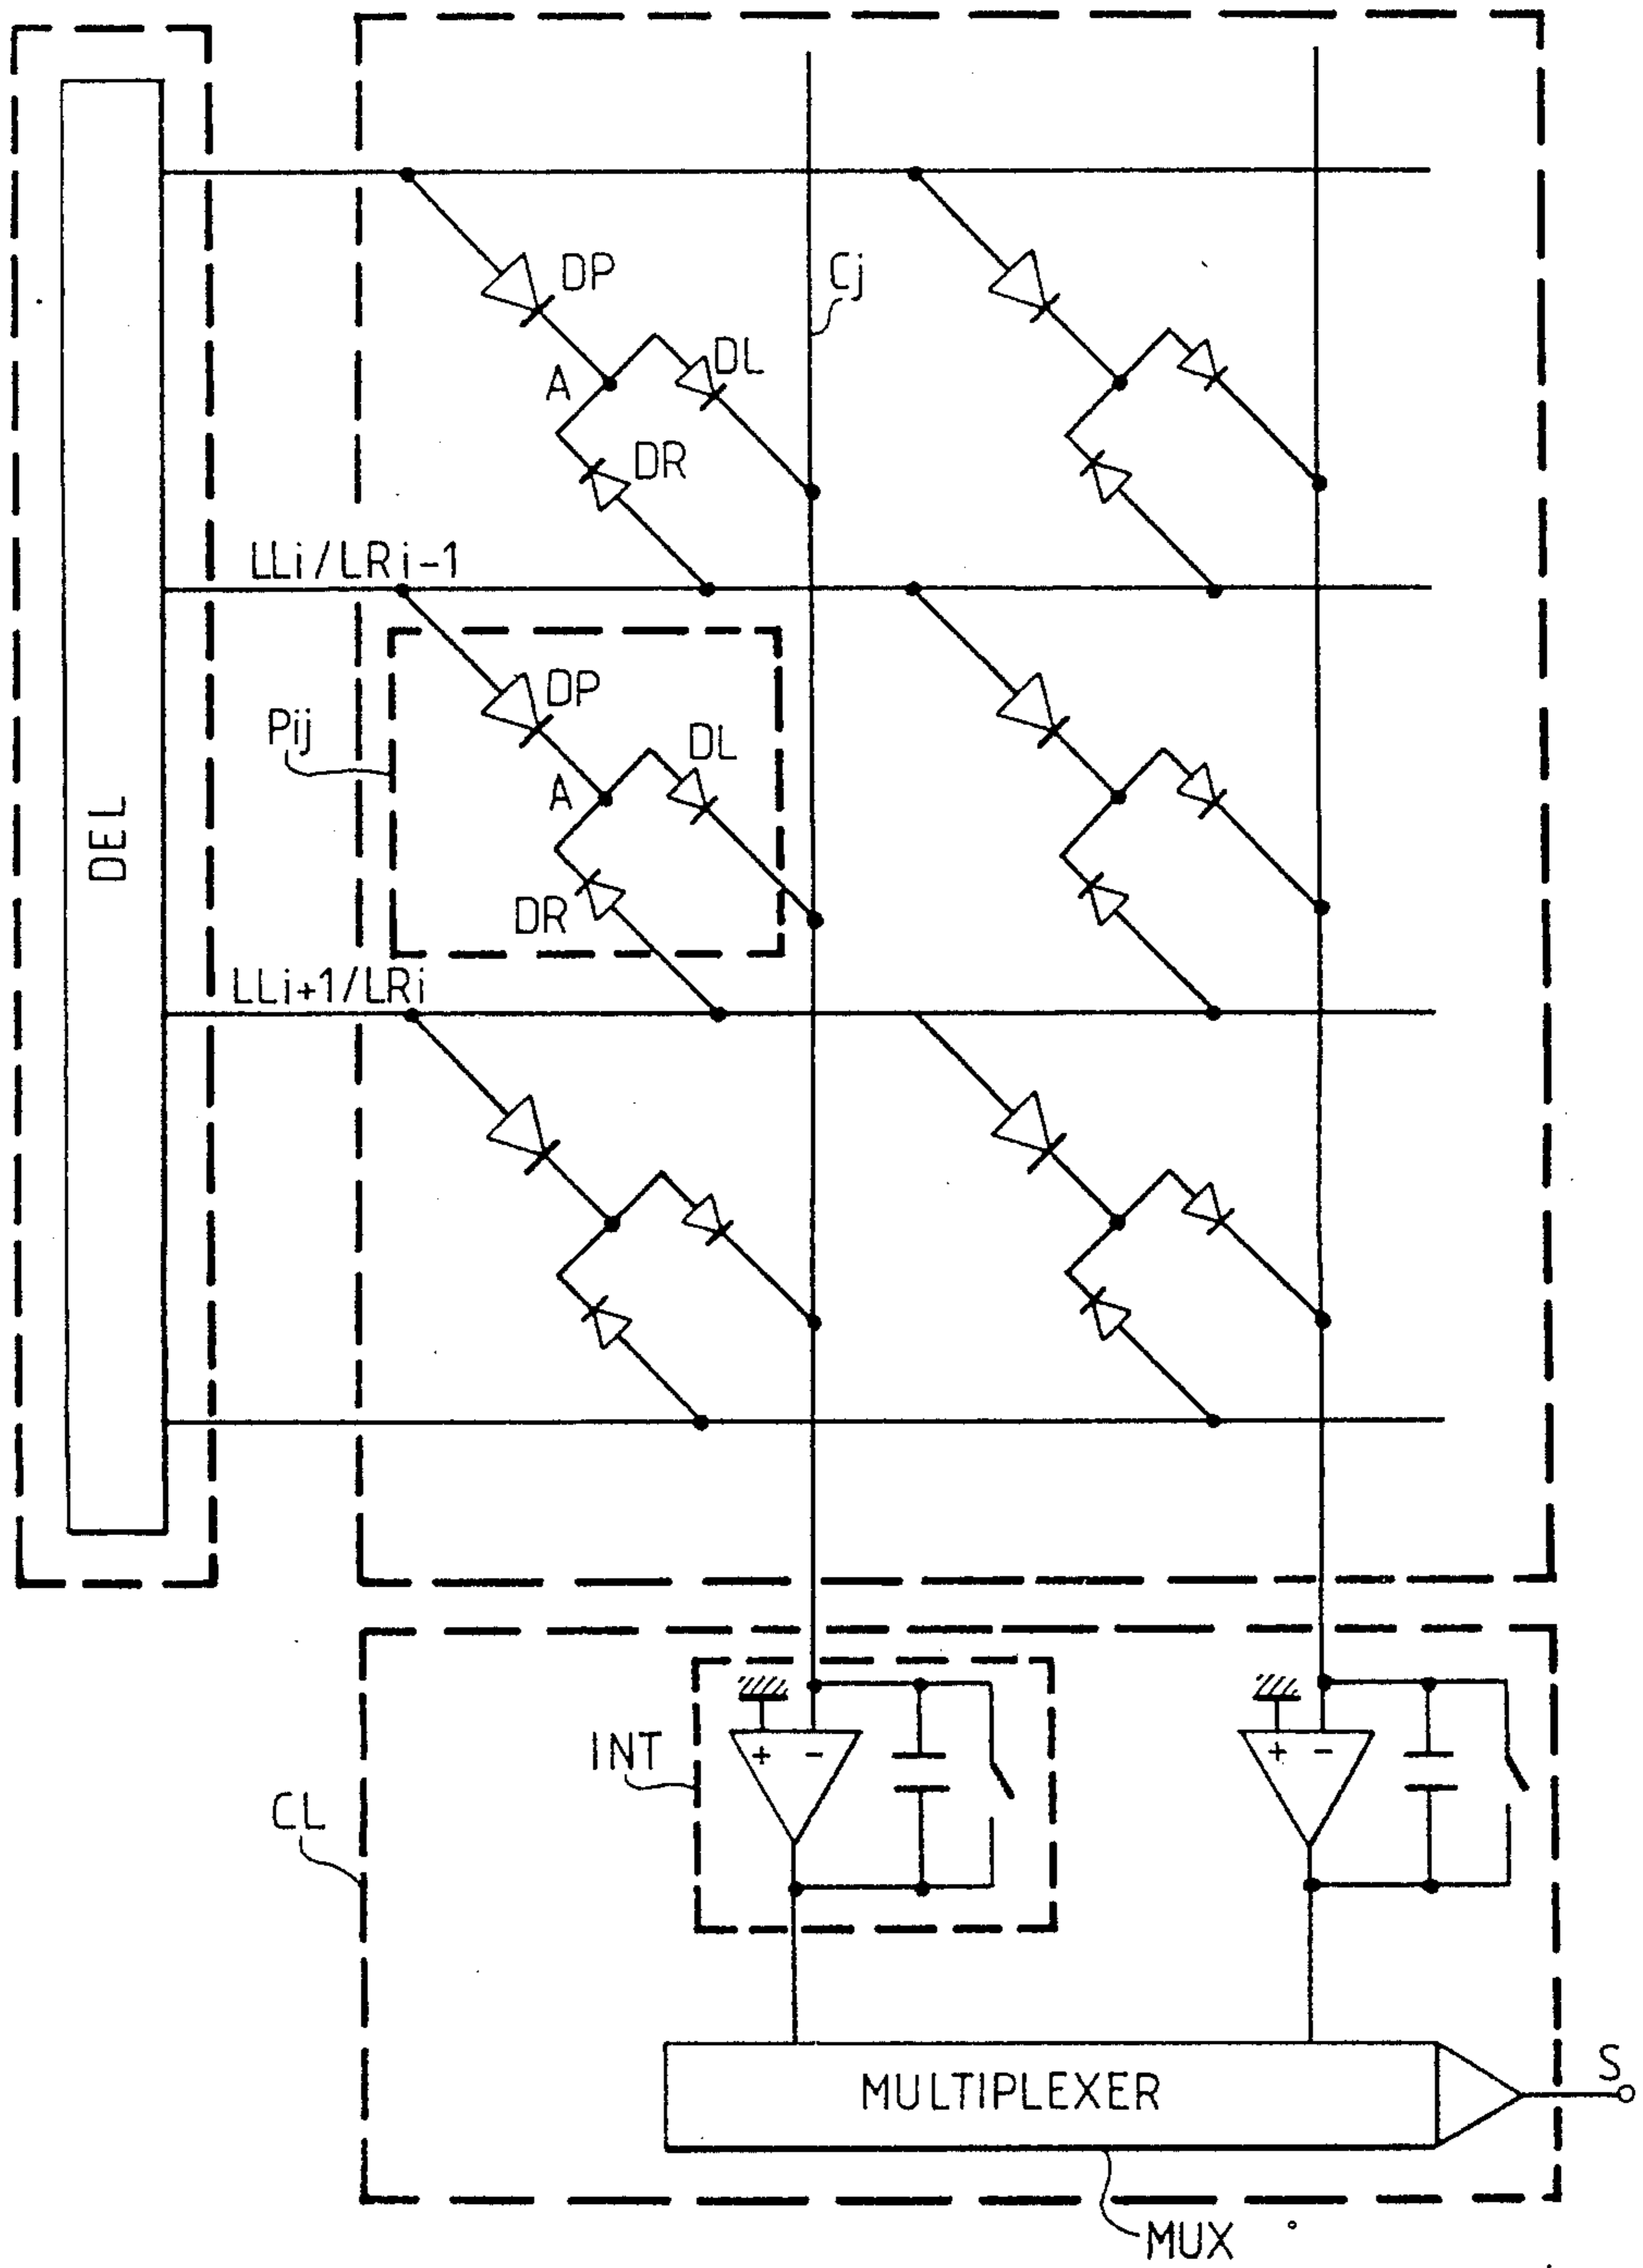 DP
Cj
DL
A
DR
LLi/LRi-1
DP
Pij
DL
A
DEL
DR
LLi+1/LRi
+ -
+ -
INT
CL
S
MULTIPLEXER
MUX